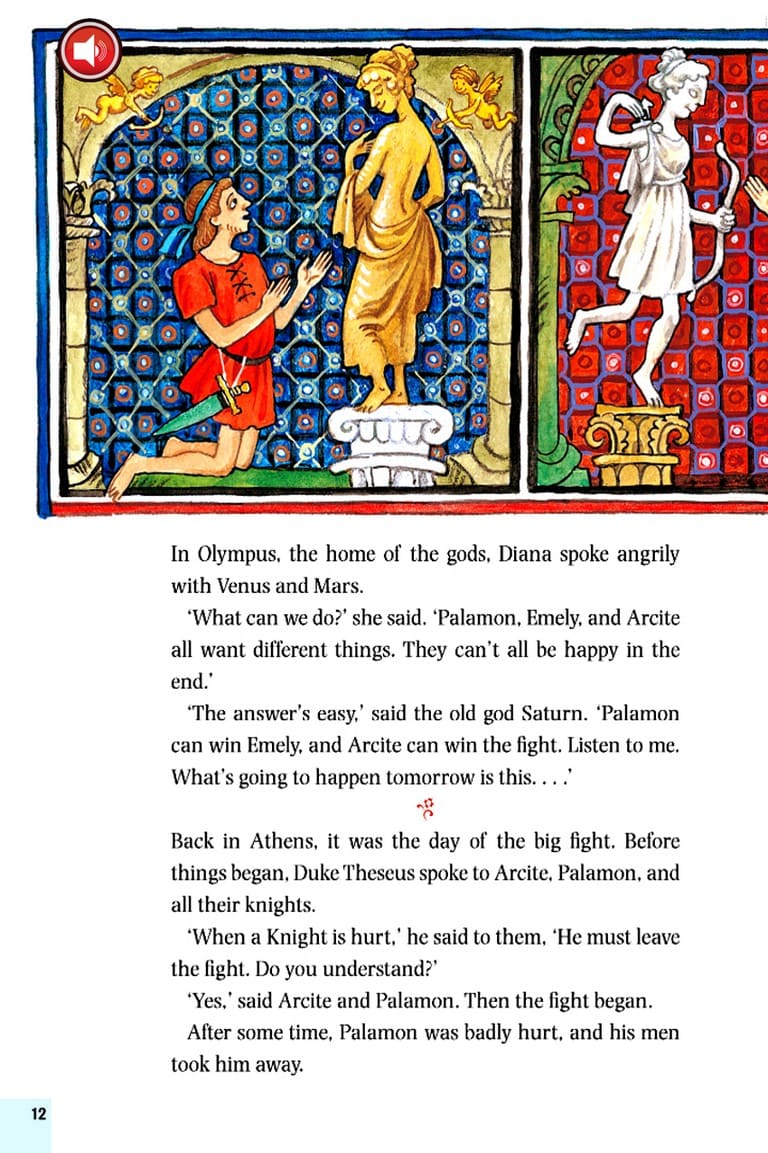 In Olympus, the home of the gods, Diana spoke angrily
with Venus and Mars.
‘What can we do?’ she said. ‘Palamon, Emely, and Arcite
all want different things. They can’t all be happy in the
end.’
‘The answer’s easy,’ said the old god Saturn. ‘Palamon
can win Emely, and Arcite can win the fight. Listen to me.
What’s going to happen tomorrow is this. . . .’
Back in Athens, it was the day of the big fight. Before
things began, Duke Theseus spoke to Arcite, Palamon, and
all their knights.
‘When a Knight is hurt,’ he said to them, ‘He must leave
the fight. Do you understand?’
‘Yes,’ said Arcite and Palamon. Then the fight began.
After some time, Palamon was badly hurt, and his men
took him away.
12